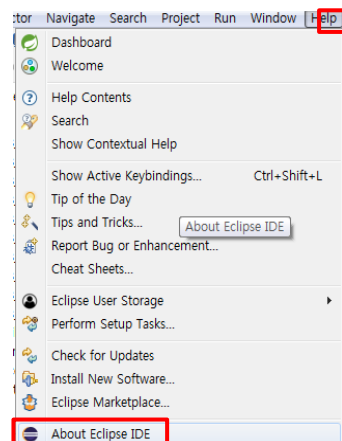 ctor Navigate Search Project Run Window Help
Dashboard
Welcome
Help Contents
Search
Show Contextual Help
Show Active Keybindings... Ctrl+Shift+L
Tip of the Day
Tips and Tricks...
About Eclipse IDE
Report Bug or Enhancement...
Cheat Sheets...
Eclipse User Storage
Perform Setup Tasks...
Check for Updates
Install New Software...
Eclipse Marketplace...
About Eclipse IDE